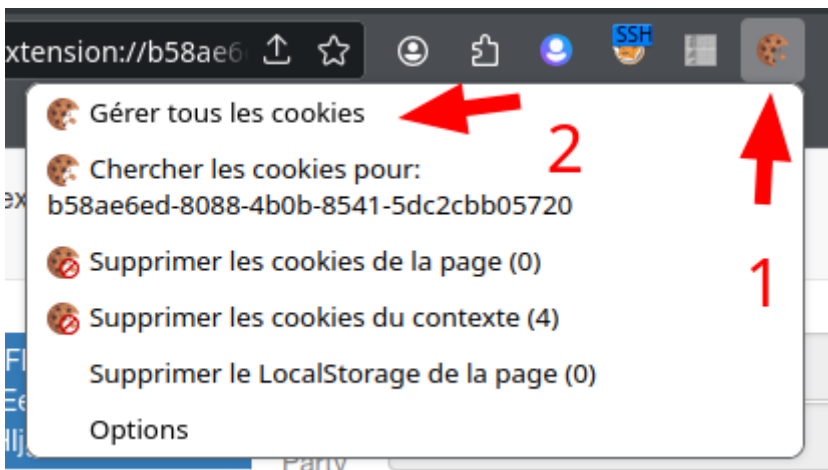 xtension://b58ae6
SSH
Gérer tous les cookies
2
Chercher les cookies pour:
b58ae6ed-8088-4b0b-8541-5dc2cbb05720
1
Supprimer les cookies de la page (0)
Supprimer les cookies du contexte (4)
Supprimer le LocalStorage de la page (0)
Options
Party